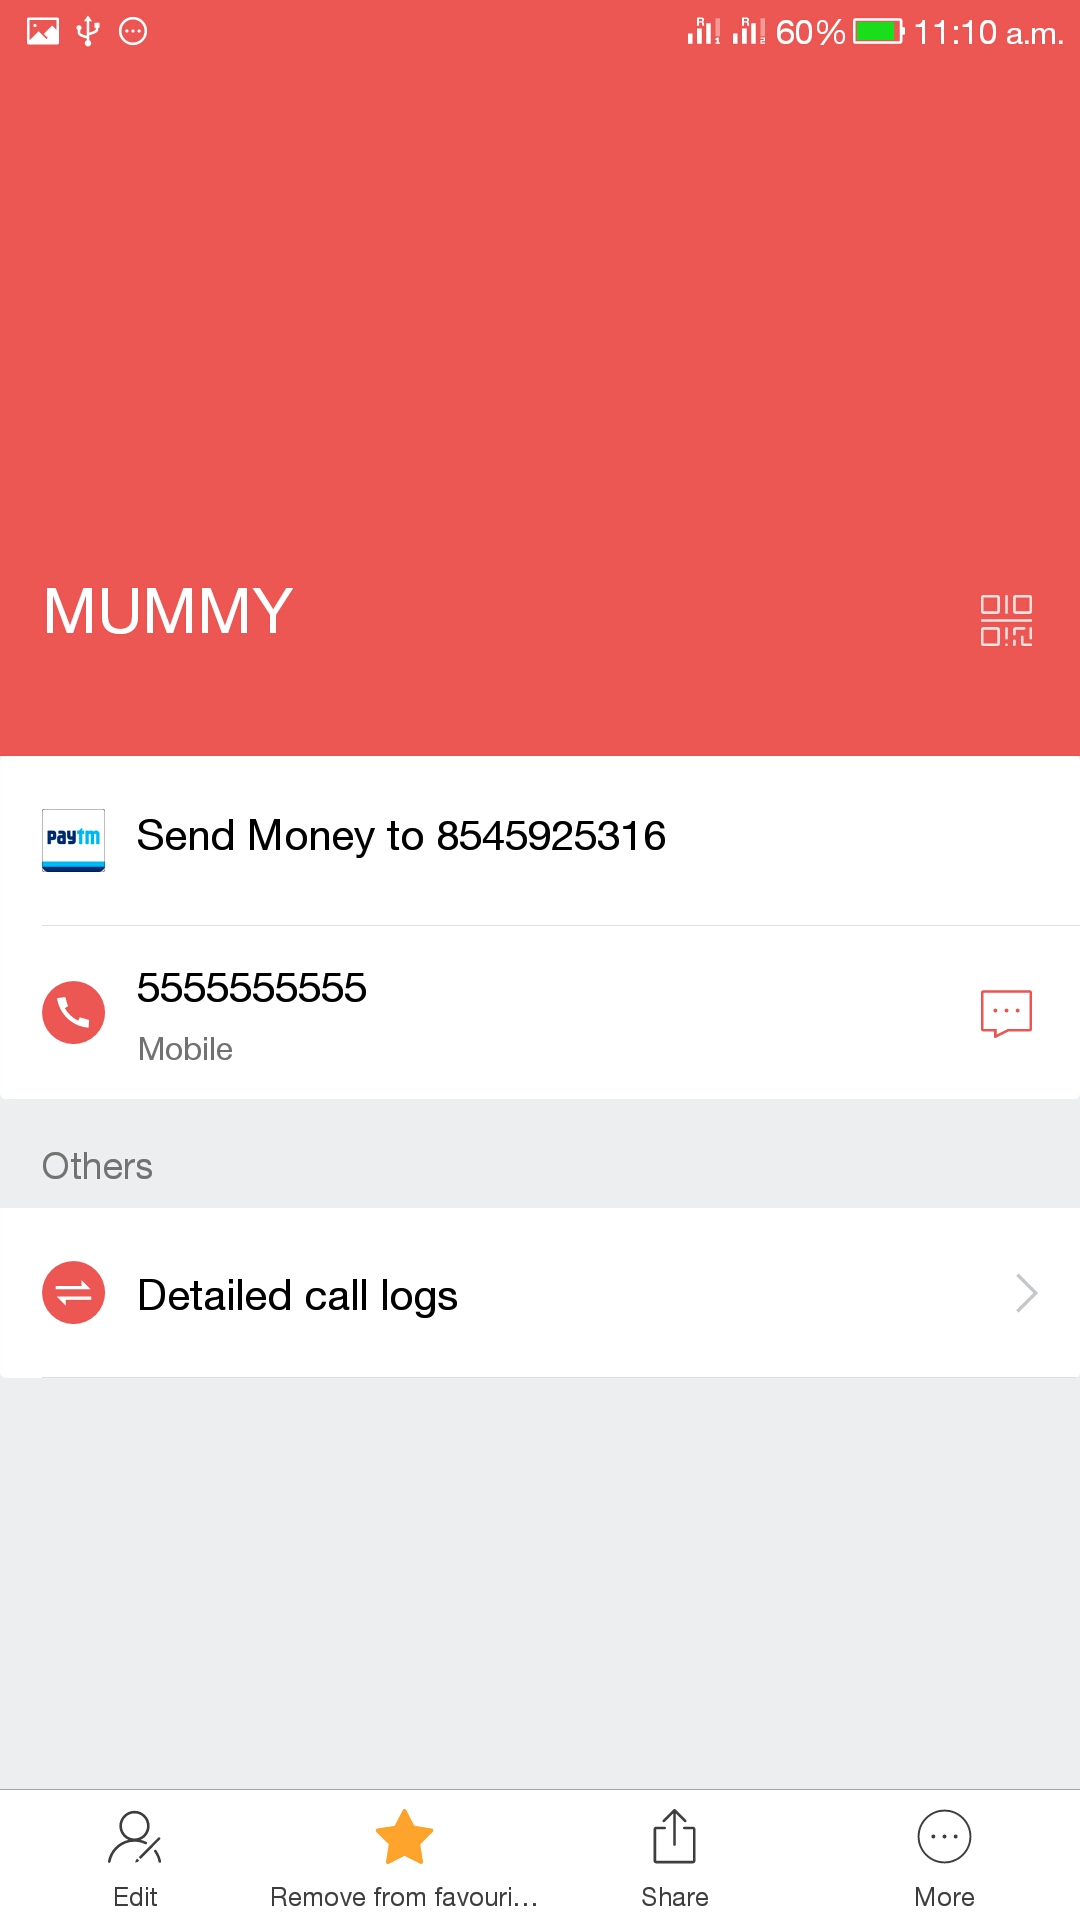 60% 11:10 a.m.
MUMMY
paytm Send Money to 8545925316
5555555555
Mobile
Others
Detailed call logs
Edit
Remove from favouri...
Share
More